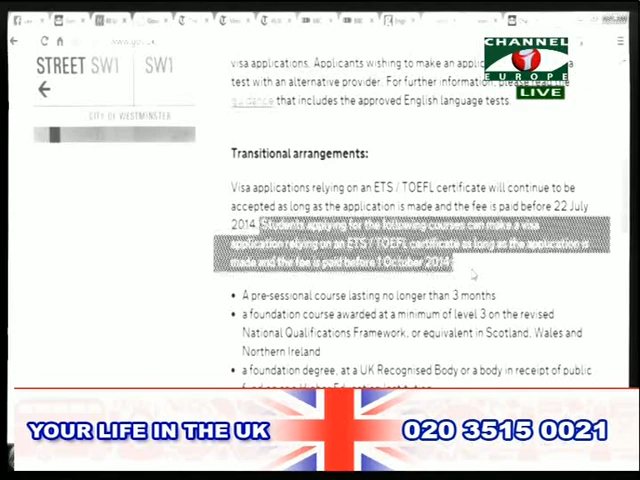 www.gov.uk
CHANNEL
i
EUROPE
LIVE
STREET SW1
SW1
CITY OF WESTMINSTER
visa applications. Applicants wishing to make an
test with an alternative provider. For further information, please read the
guidance that includes the approved English language tests.
Transitional arrangements:
Visa applications relying on an ETS / TOEFL certificate will continue to be
accepted as long as the application is made and the fee is paid before 22 July
2014. Students applying for the following courses can make a visa
application relying on an ETS / TOEFL certificate as long as the application is
made and the fee is paid before 1 October 2014:
• A pre-sessional course lasting no longer than 3 months
• a foundation course awarded at a minimum of level 3 on the revised
National Qualifications Framework, or equivalent in Scotland, Wales and
Northern Ireland
• a foundation degree, at a UK Recognised Body or a body in receipt of public
YOUR LIFE IN THE UK
020 3515 0021